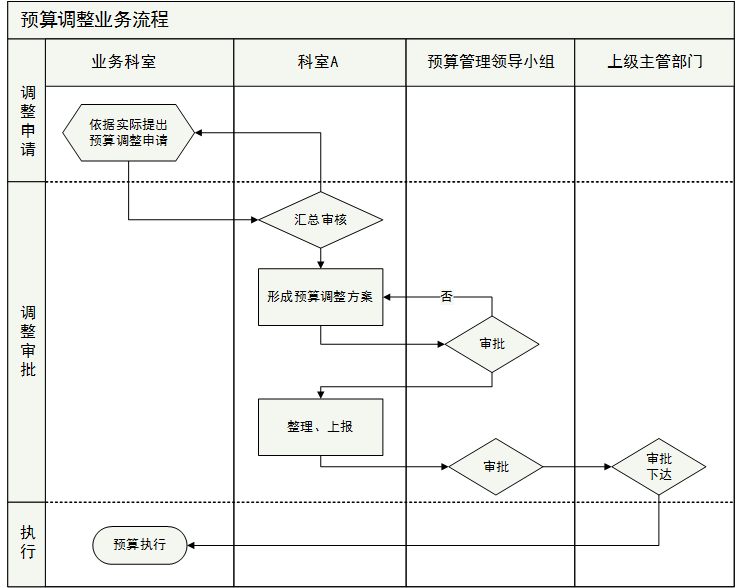 预算调整业务流程
业务科室
科室A
预算管理领导小组
上级主管部门
调整申请
依据实际提出
预算调整申请
汇总审核
调整审批
形成预算调整方案
否
审批
整理、上报
审批
审批
下达
执行
预算执行